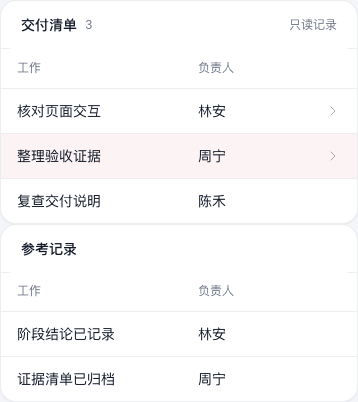 交付清单 3 只读记录
工作 负责人
核对页面交互 林安
整理验收证据 周宁
复查交付说明 陈禾
参考记录
工作 负责人
阶段结论已记录 林安
证据清单已归档 周宁